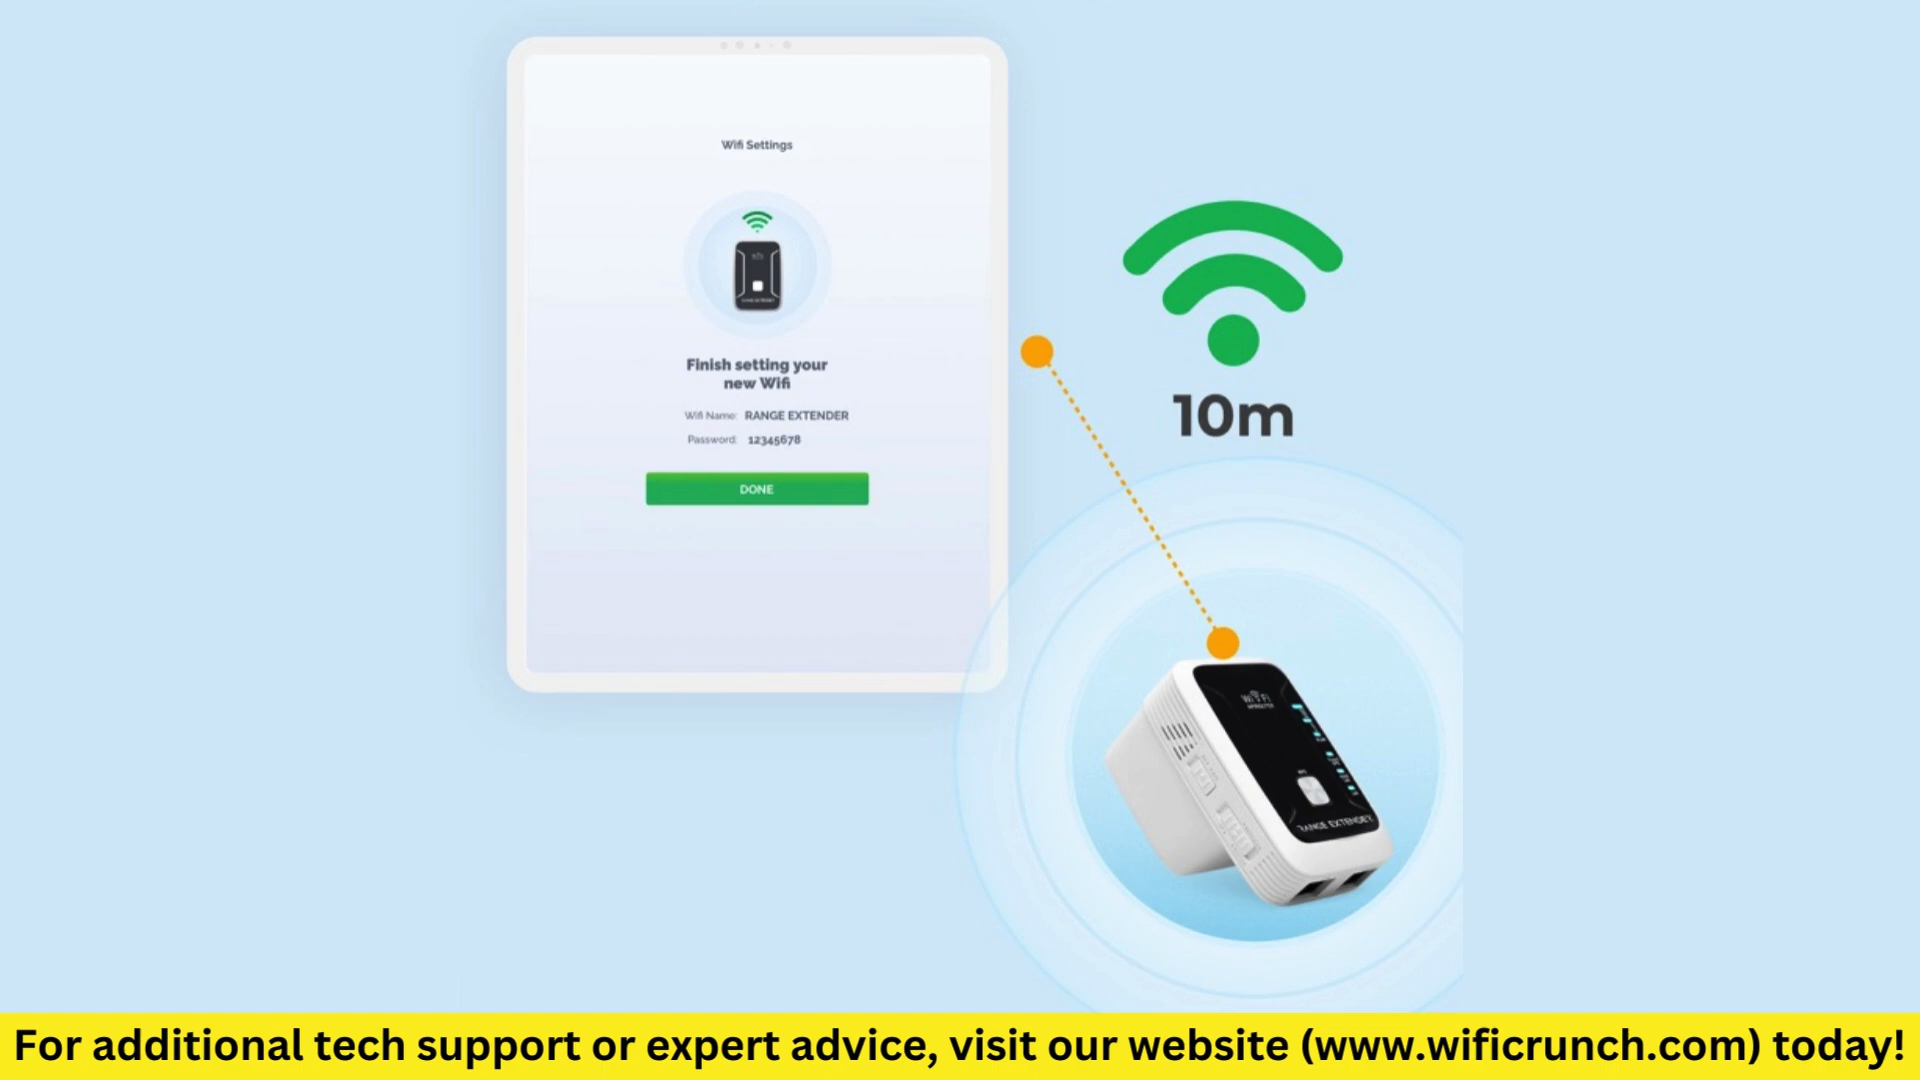 Wifi Settings
Finish setting your
new Wifi
Wifi Name: RANGE EXTENDER
Password: 12345678
DONE
10m
WiFi
RANGE EXTENDER
For additional tech support or expert advice, visit our website (www.wificrunch.com) today!